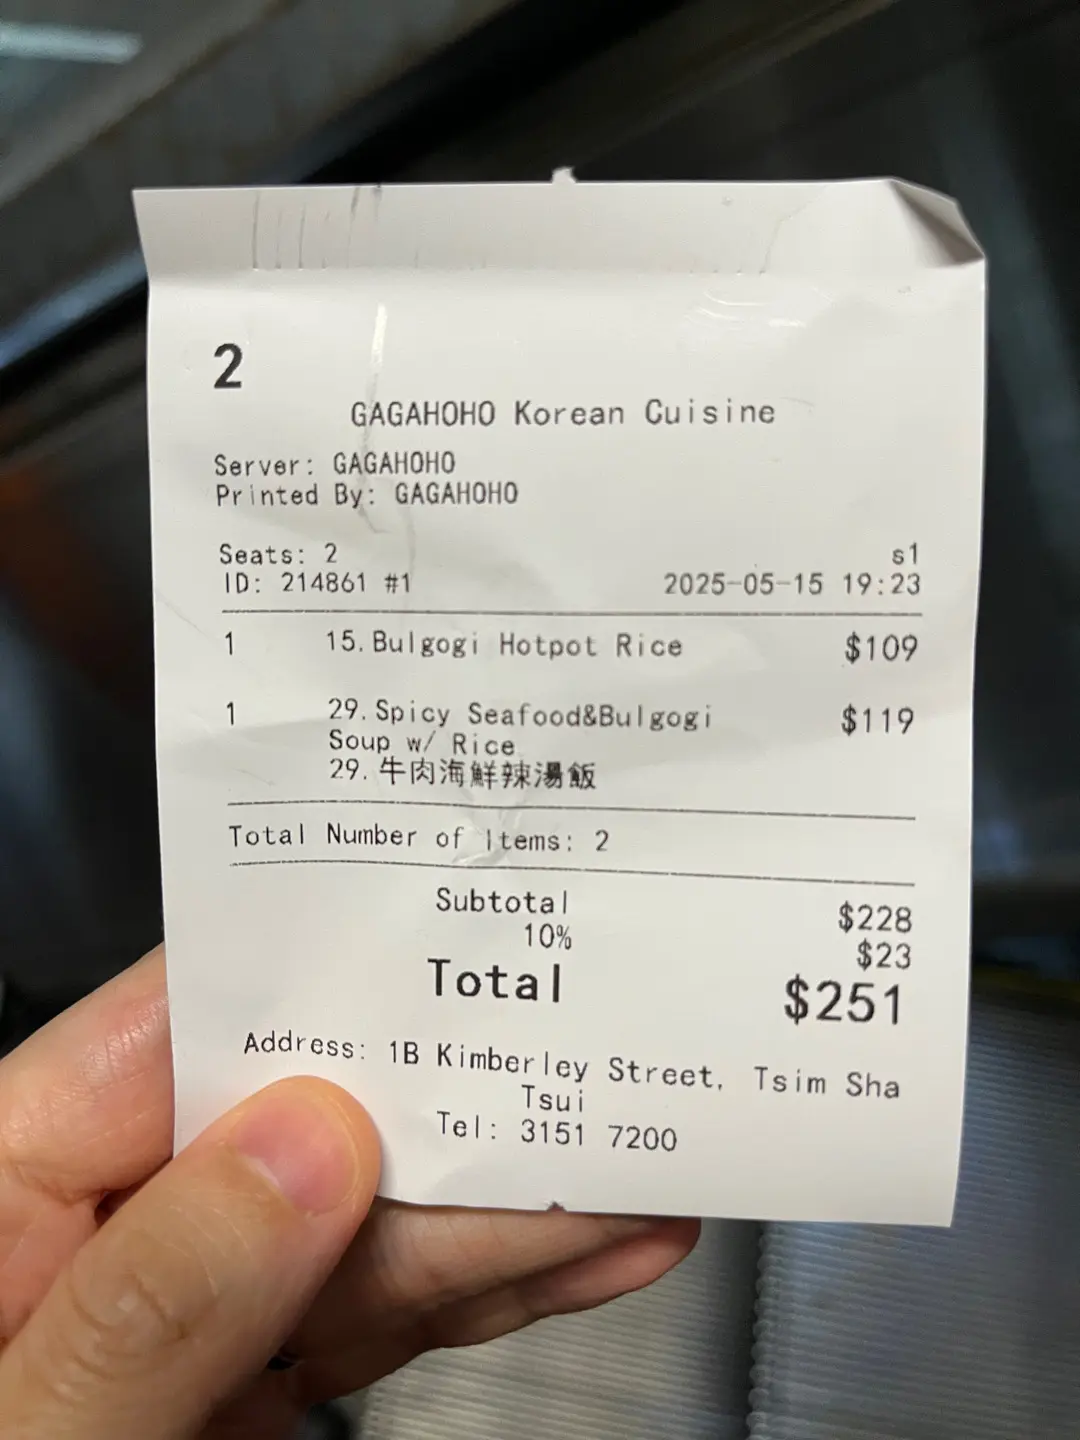 2
GAGAHOHO Korean Cuisine
Server: GAGAHOHO
Printed By: GAGAHOHO
Seats: 2 s1
ID: 214861 #1 2025-05-15 19:23
1 15. Bulgogi Hotpot Rice $109
1 29. Spicy Seafood&Bulgogi $119
Soup w/ Rice
29. 牛肉海鮮辣湯飯
Total Number of Items: 2
Subtotal $228
10% $23
Total $251
Address: 1B Kimberley Street, Tsim Sha
Tsui
Tel: 3151 7200